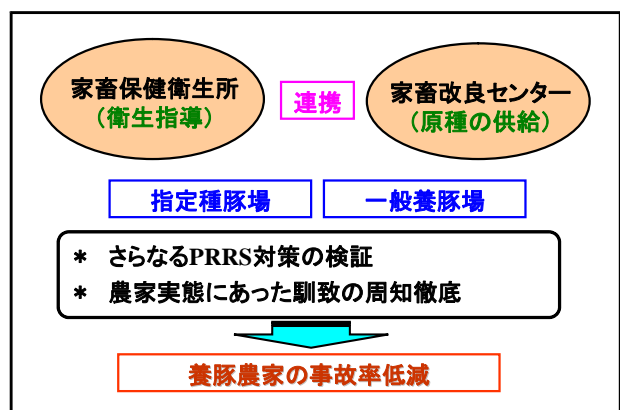 家畜保健衛生所
(衛生指導)
連携
家畜改良センター
(原種の供給)
指定種豚場
一般養豚場
* さらなるPRRS対策の検証
* 農家実態にあった馴致の周知徹底
養豚農家の事故率低減